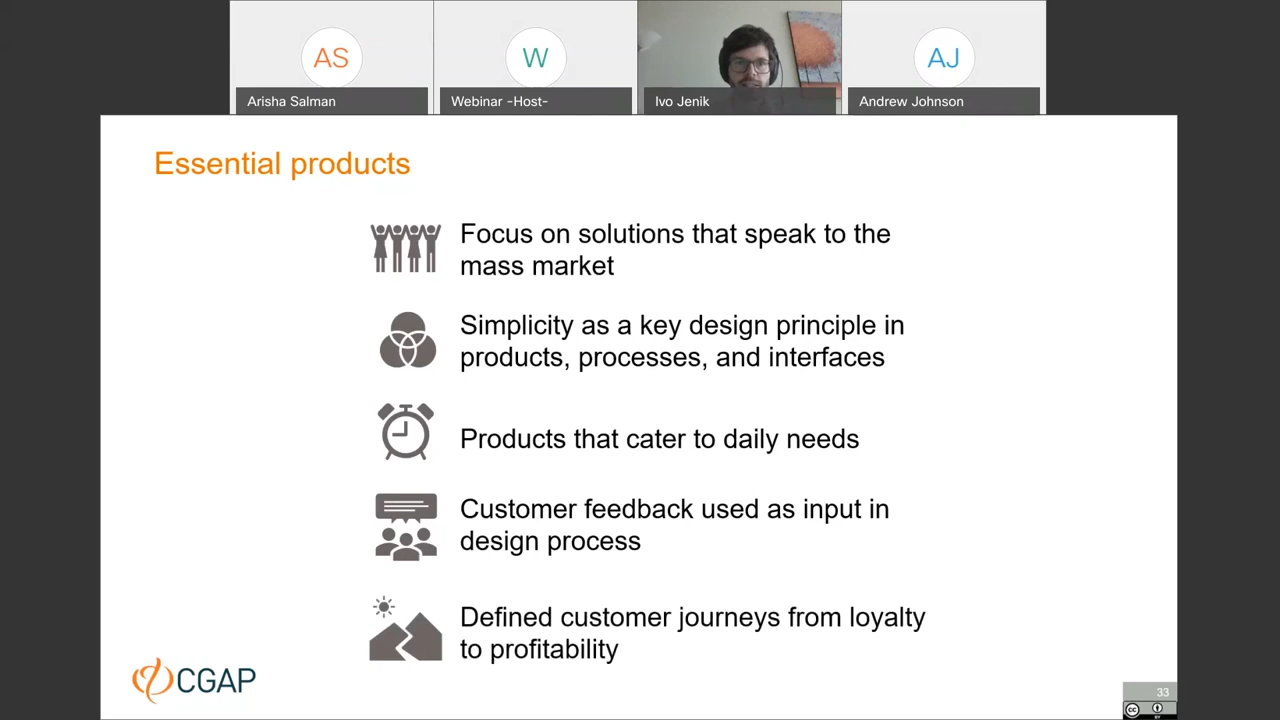 AS
W
AJ
Arisha Salman
Webinar -Host-
Ivo Jenik
Andrew Johnson
Essential products
Focus on solutions that speak to the
mass market
Simplicity as a key design principle in
products, processes, and interfaces
Products that cater to daily needs
Customer feedback used as input in
design process
Defined customer journeys from loyalty
to profitability
CGAP
33
cc
BY